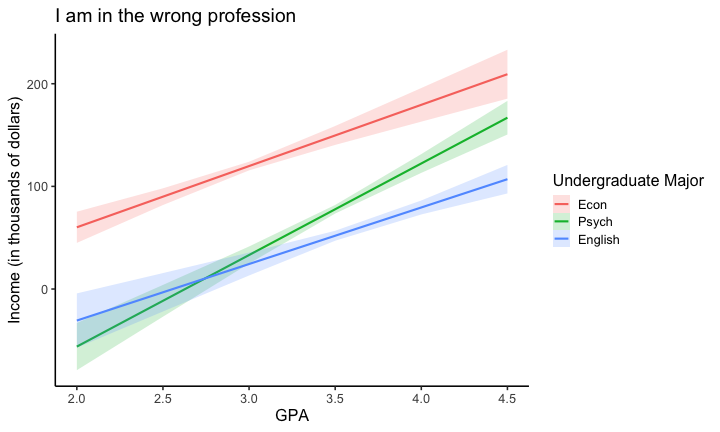 I am in the wrong profession
Income (in thousands of dollars)
200
100
0
2.0 2.5 3.0 3.5 4.0 4.5
GPA
Undergraduate Major
Econ
Psych
English